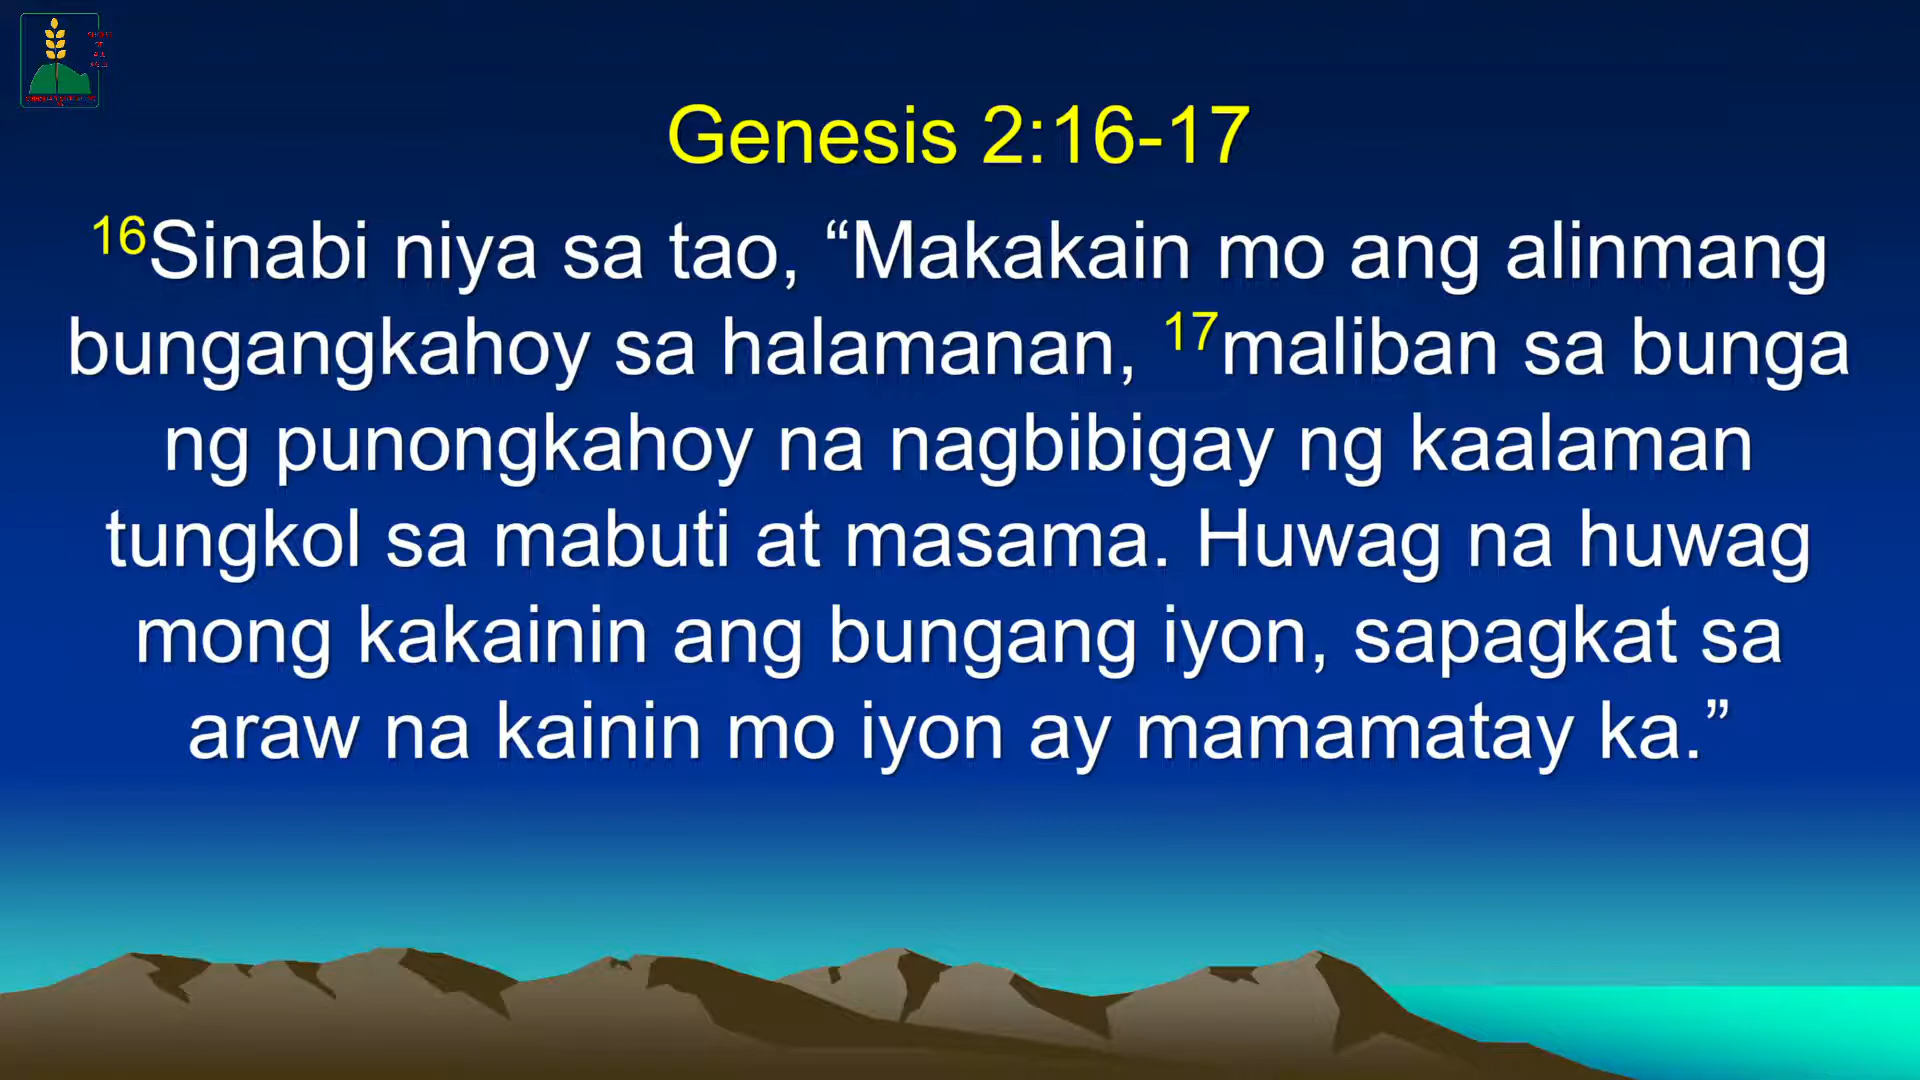 Genesis 2:16-17
16Sinabi niya sa tao, “Makakain mo ang alinmang
bungangkahoy sa halamanan, 17maliban sa bunga
ng punongkahoy na nagbibigay ng kaalaman
tungkol sa mabuti at masama. Huwag na huwag
mong kakainin ang bungang iyon, sapagkat sa
araw na kainin mo iyon ay mamamatay ka.”